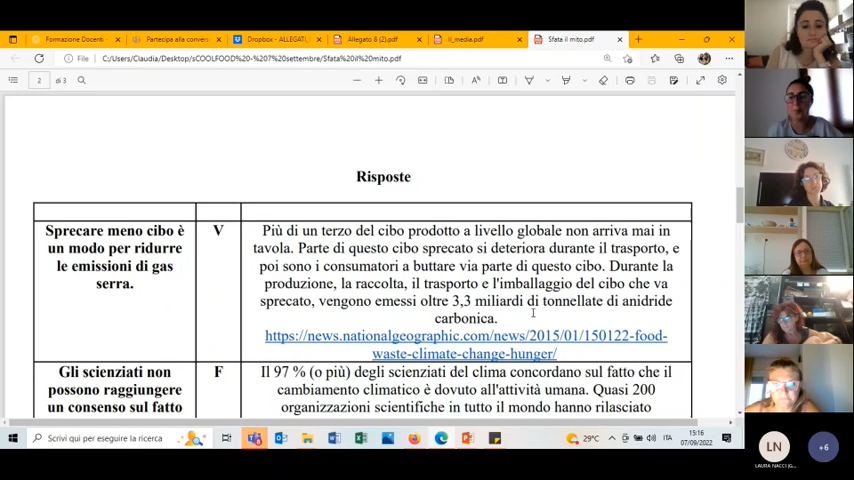 Formazione Docenti -
Partecipa alla convers
Dropbox - ALLEGATI,
Allegato 8 (2).pdf
Il_media.pdf
Sfata il mito.pdf
File
C:/Users/Claudia/Desktop/sCOOLFOOD%20-%207%20settembre/Sfata%20il%20mito.pdf
2
di 3
Risposte
Sprecare meno cibo è
un modo per ridurre
le emissioni di gas
serra.
V
Più di un terzo del cibo prodotto a livello globale non arriva mai in
tavola. Parte di questo cibo sprecato si deteriora durante il trasporto, e
poi sono i consumatori a buttare via parte di questo cibo. Durante la
produzione, la raccolta, il trasporto e l'imballaggio del cibo che va
sprecato, vengono emessi oltre 3,3 miliardi di tonnellate di anidride
carbonica.
https://news.nationalgeographic.com/news/2015/01/150122-food-
waste-climate-change-hunger/
Gli scienziati non
possono raggiungere
un consenso sul fatto
F
Il 97 % (o più) degli scienziati del clima concordano sul fatto che il
cambiamento climatico è dovuto all'attività umana. Quasi 200
organizzazioni scientifiche in tutto il mondo hanno rilasciato
Scrivi qui per eseguire la ricerca
29°C
ITA
15:16
07/09/2022
LN
LAURA NACCI (G...
+6